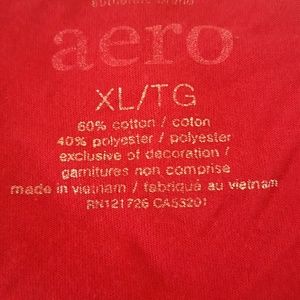 aero
XL/TG
60% cotton / coton
40% polyester / polyester
exclusive of decoration /
garnitures non comprise
made in vietnam / fabriqué au vietnam
RN121726 CA53201